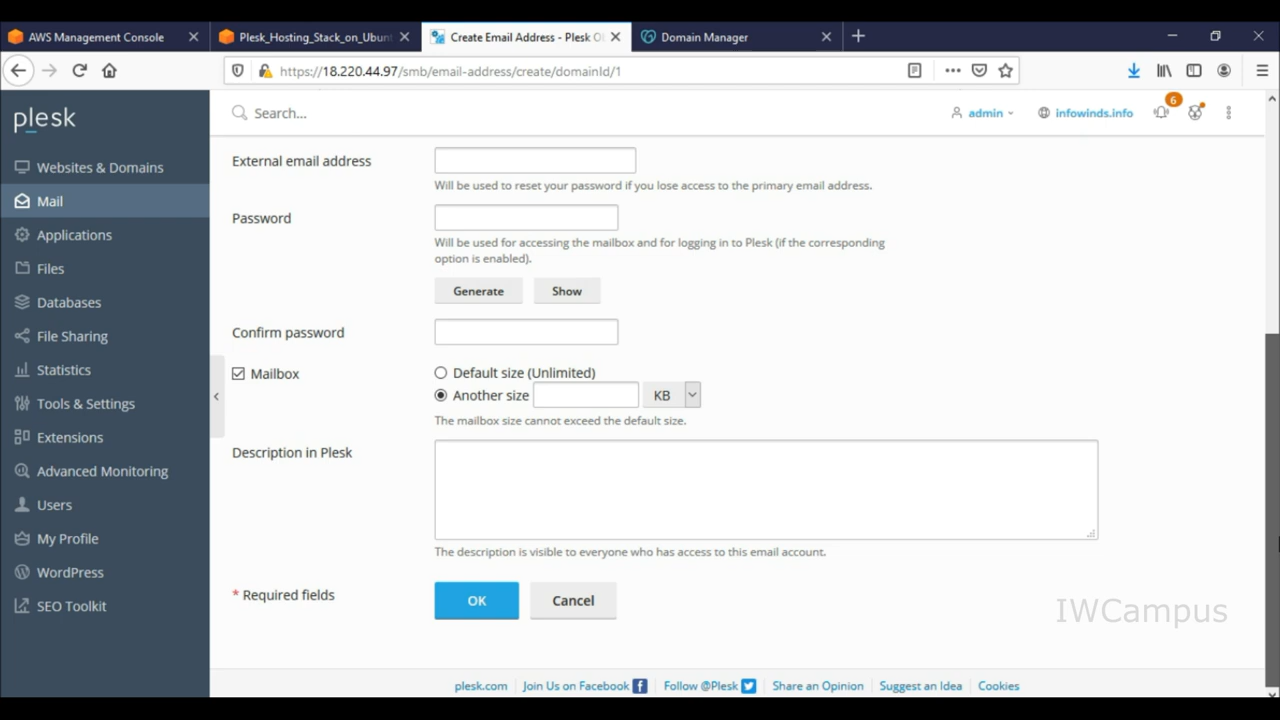 AWS Management Console
Plesk_Hosting_Stack_on_Ubunt
Create Email Address - Plesk O
Domain Manager
https://18.220.44.97/smb/email-address/create/domainId/1
plesk
Search...
admin
infowinds.info
6
Websites & Domains
Mail
Applications
Files
Databases
File Sharing
Statistics
Tools & Settings
Extensions
Advanced Monitoring
Users
My Profile
WordPress
SEO Toolkit
External email address
Will be used to reset your password if you lose access to the primary email address.
Password
Will be used for accessing the mailbox and for logging in to Plesk (if the corresponding
option is enabled).
Generate
Show
Confirm password
Mailbox
Default size (Unlimited)
Another size
KB
The mailbox size cannot exceed the default size.
Description in Plesk
The description is visible to everyone who has access to this email account.
* Required fields
OK
Cancel
IWCampus
plesk.com
Join Us on Facebook
Follow @Plesk
Share an Opinion
Suggest an Idea
Cookies